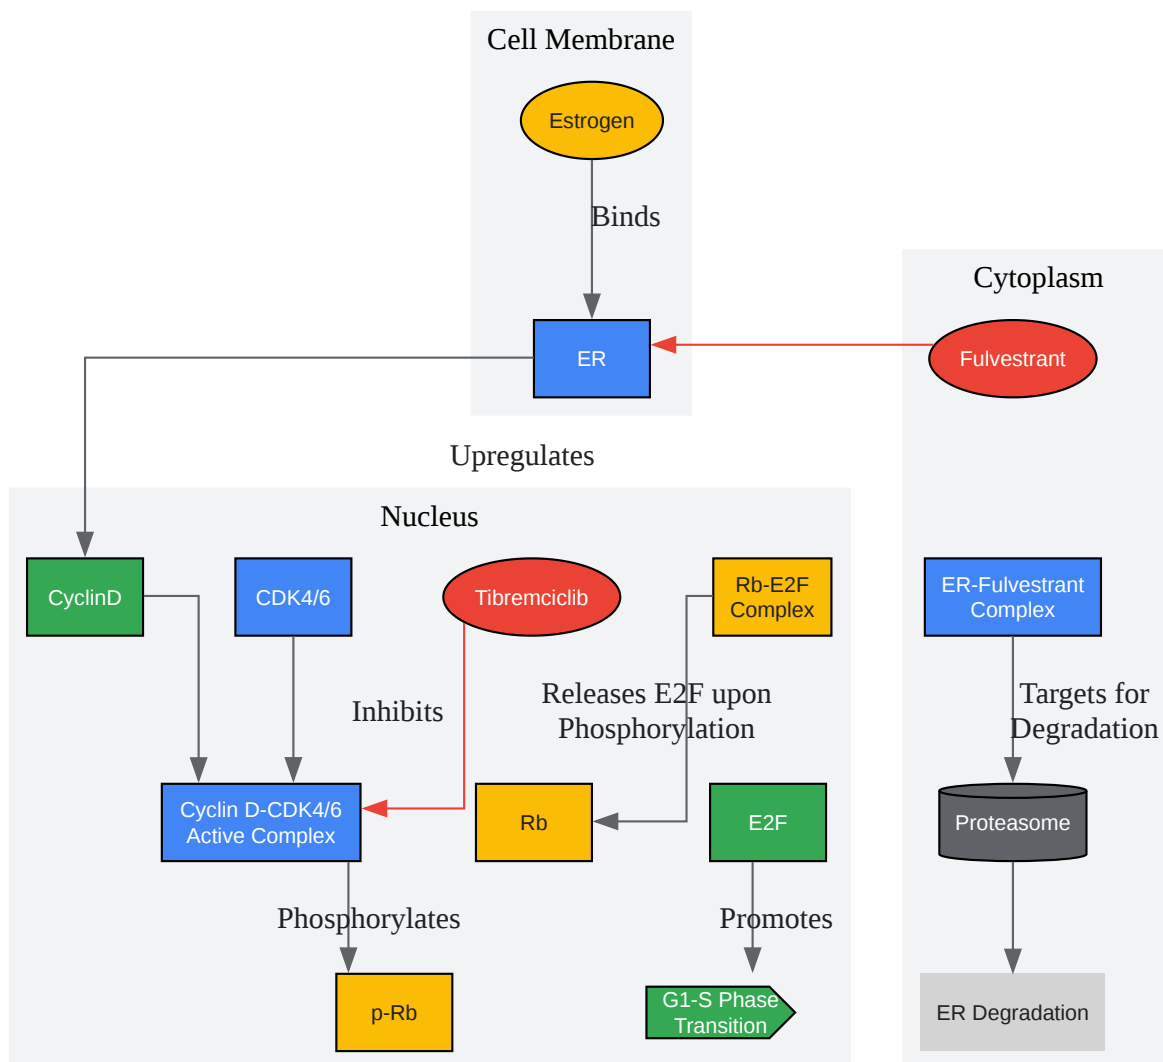 Cell Membrane
Estrogen
Binds
Cytoplasm
ER
Fulvestrant
Upregulates
Nucleus
CyclinD
CDK4/6
Tibremciclib
Rb-E2F
Complex
ER-Fulvestrant
Complex
Inhibits
Releases E2F upon
Phosphorylation
Targets for
Degradation
Cyclin D-CDK4/6
Active Complex
Rb
E2F
Proteasome
Phosphorylates
Promotes
p-Rb
G1-S Phase
Transition
ER Degradation